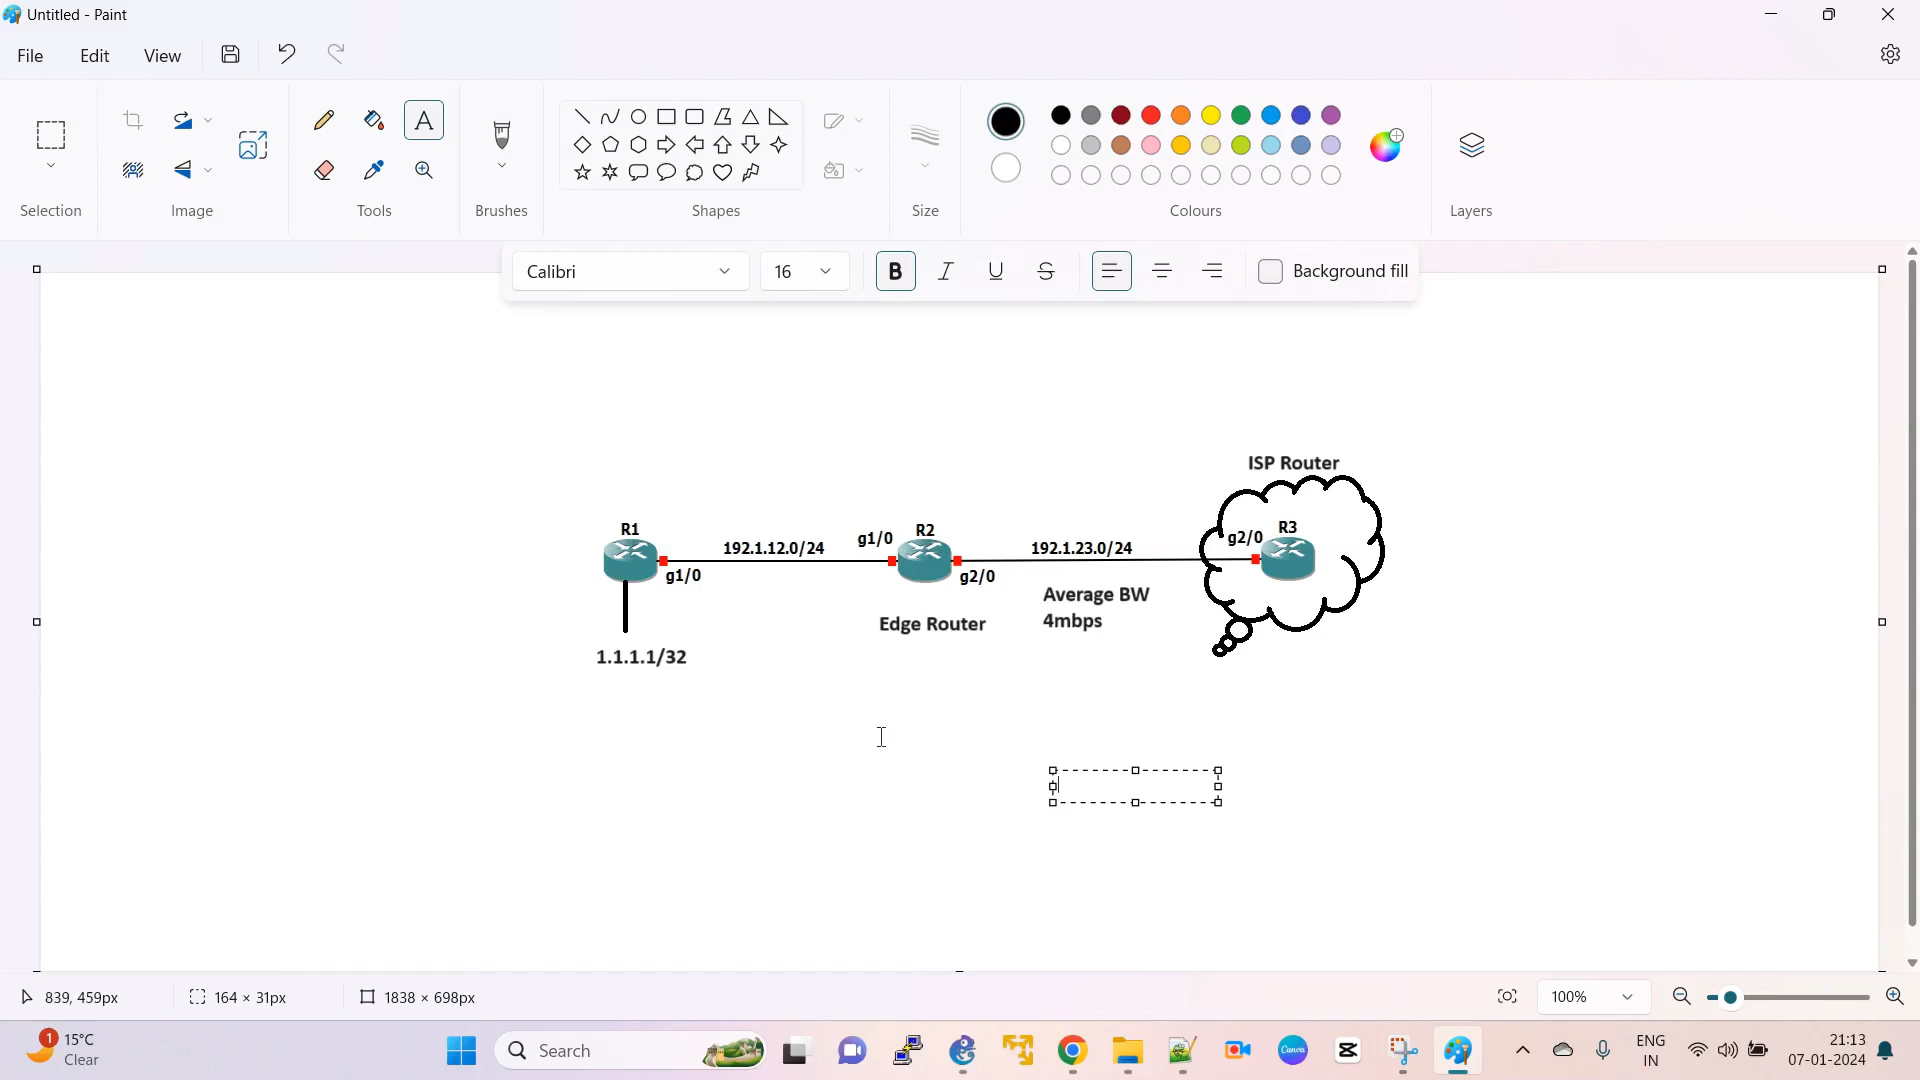 Untitled - Paint
File Edit View
Selection
Image
Tools
Brushes
Shapes
Size
Colours
Layers
Calibri 16 B I U S Background fill
ISP Router
R1 192.1.12.0/24 g1/0 R2 192.1.23.0/24 g2/0 R3
g1/0 g2/0
Average BW
4mbps
Edge Router
1.1.1.1/32
839, 459px 164 × 31px 1838 × 698px 100%
1 15°C
Clear
Search
Canva
ENG
IN
21:13
07-01-2024